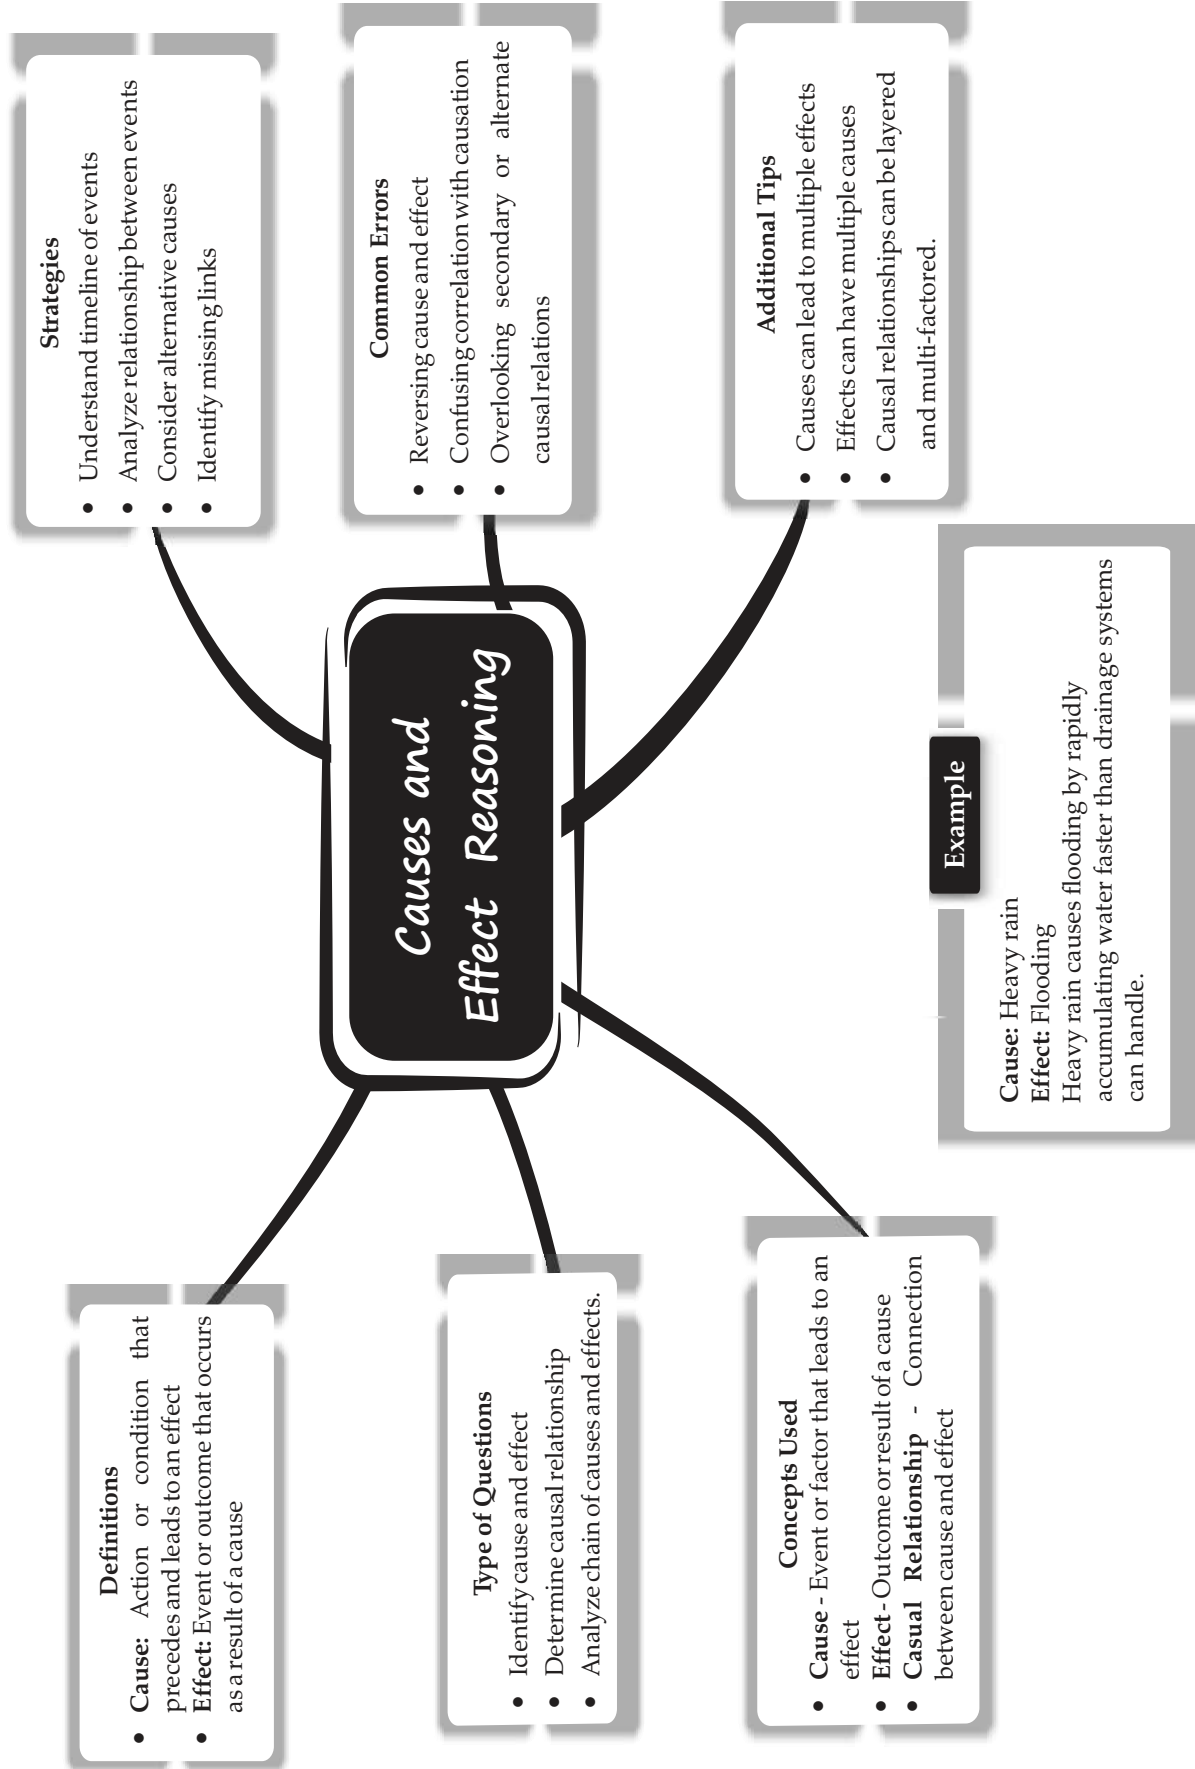 Causes and
Effect Reasoning
Definitions
• Cause: Action or condition that
precedes and leads to an effect
• Effect: Event or outcome that occurs
as a result of a cause
Type of Questions
• Identify cause and effect
• Determine causal relationship
• Analyze chain of causes and effects.
Concepts Used
• Cause - Event or factor that leads to an
effect
• Effect - Outcome or result of a cause
• Casual Relationship - Connection
between cause and effect
Strategies
• Understand timeline of events
• Analyze relationship between events
• Consider alternative causes
• Identify missing links
Common Errors
• Reversing cause and effect
• Confusing correlation with causation
• Overlooking secondary or alternate
causal relations
Additional Tips
• Causes can lead to multiple effects
• Effects can have multiple causes
• Causal relationships can be layered
and multi-factored.
Example
Cause: Heavy rain
Effect: Flooding
Heavy rain causes flooding by rapidly
accumulating water faster than drainage systems
can handle.